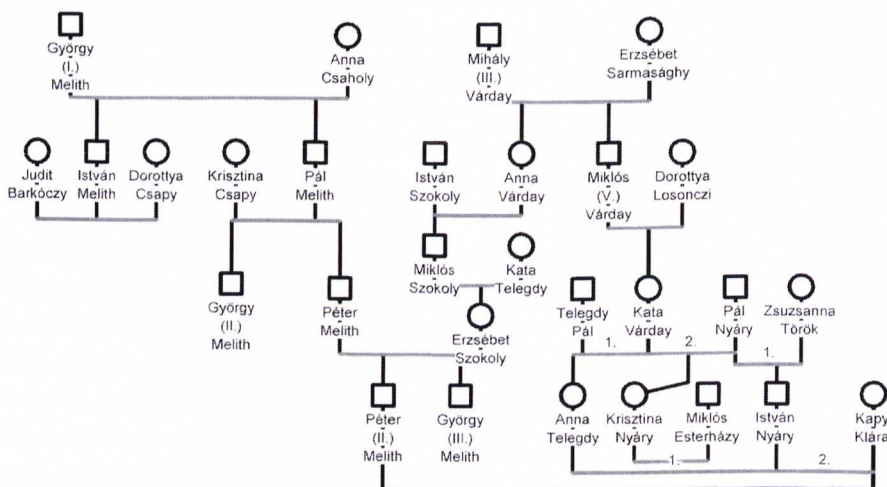 György
(I.)
Melith
Anna
Csaholy
Mihály
(III.)
Várday
Erzsébet
Sarmasághy
Judit
Barkóczy
István
Melith
Dorottya
Csapy
Krisztina
Csapy
Pál
Melith
István
Szokoly
Anna
Várday
Miklós
(V.)
Várday
Dorottya
Losonczi
György
(II.)
Melith
Péter
Melith
Miklós
Szokoly
Kata
Telegdy
Erzsébet
Szokoly
Telegdy
Pál
Kata
Várday
Pál
Nyáry
Zsuzsanna
Török
1.
2.
1.
Péter
(II.)
Melith
György
(III.)
Melith
Anna
Telegdy
Krisztina
Nyáry
Miklós
Esterházy
István
Nyáry
Kapy
Klára
1.
2.